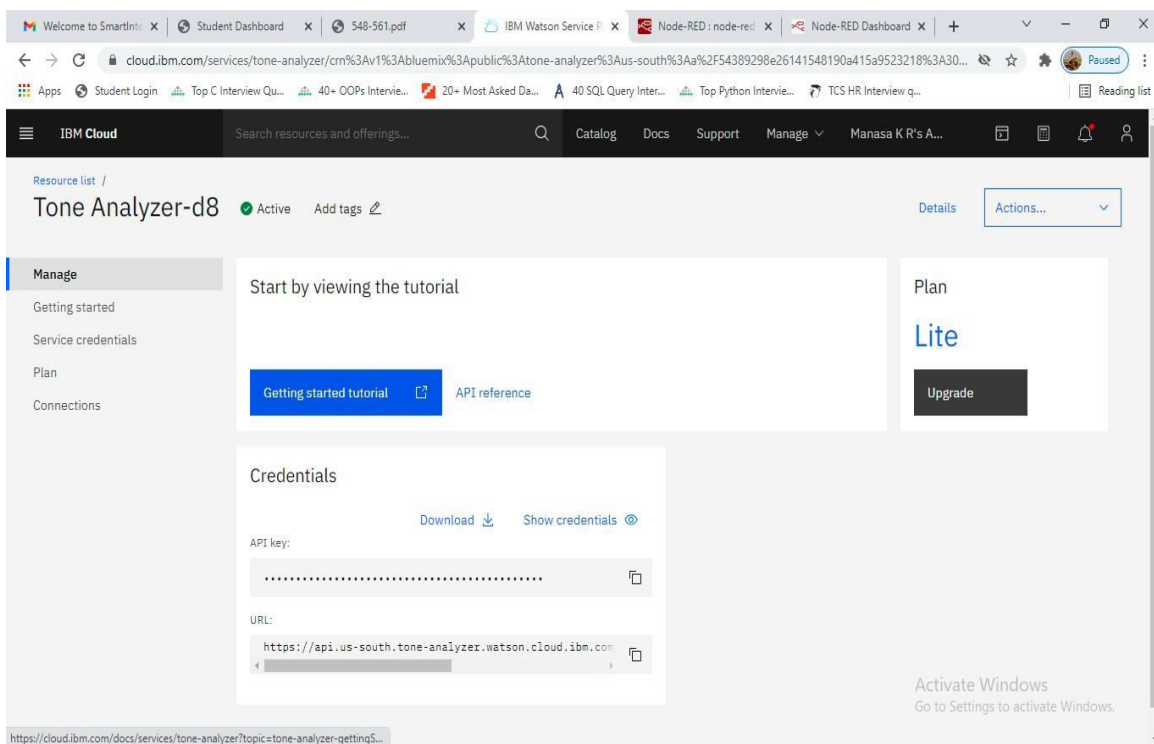 Welcome to SmartInte
Student Dashboard
548-561.pdf
IBM Watson Service P
Node-RED : node-red
Node-RED Dashboard
cloud.ibm.com/services/tone-analyzer/crn%3Av1%3Abluemix%3Apublic%3Atone-analyzer%3Aus-south%3Aa%2F54389298e26141548190a415a9523218%3A30...
Paused
Apps
Student Login
Top C Interview Qu...
40+ OOPs Intervie...
20+ Most Asked Da...
40 SQL Query Inter...
Top Python Intervie...
TCS HR Interview q...
Reading list
IBM Cloud
Search resources and offerings...
Catalog
Docs
Support
Manage
Manasa K R's A...
Resource list /
Tone Analyzer-d8
Active
Add tags
Details
Actions...
Manage
Getting started
Service credentials
Plan
Connections
Start by viewing the tutorial
Getting started tutorial
API reference
Plan
Lite
Upgrade
Credentials
Download
Show credentials
API key:
URL:
https://api.us-south.tone-analyzer.watson.cloud.ibm.com
Activate Windows
Go to Settings to activate Windows.
https://cloud.ibm.com/docs/services/tone-analyzer?topic=tone-analyzer-gettingS...